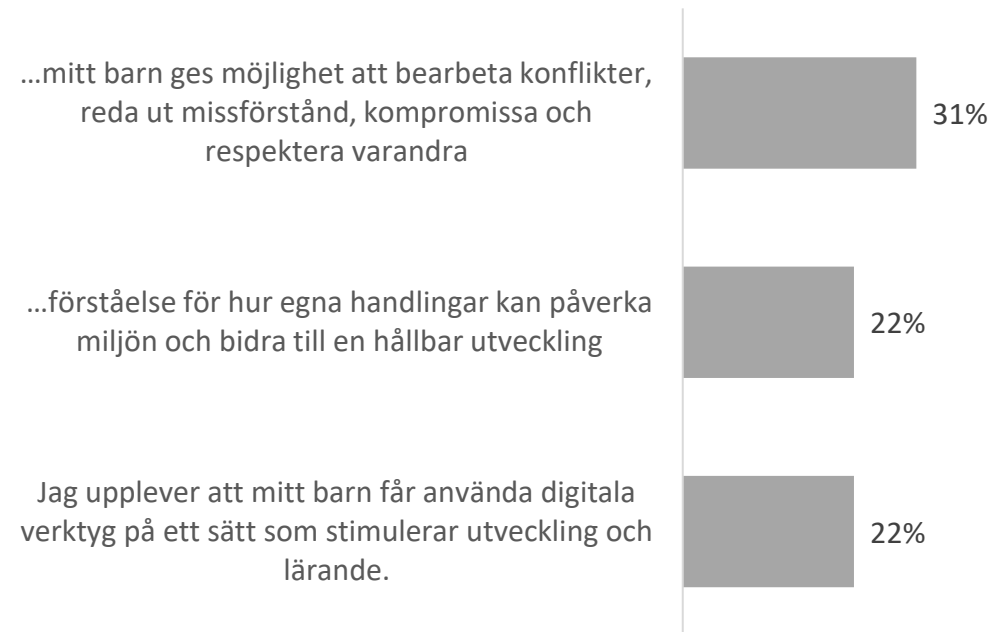 ...mitt barn ges möjlighet att bearbeta konflikter,
reda ut missförstånd, kompromissa och
respektera varandra
31%
...förståelse för hur egna handlingar kan påverka
miljön och bidra till en hållbar utveckling
22%
Jag upplever att mitt barn får använda digitala
verktyg på ett sätt som stimulerar utveckling och
lärande.
22%